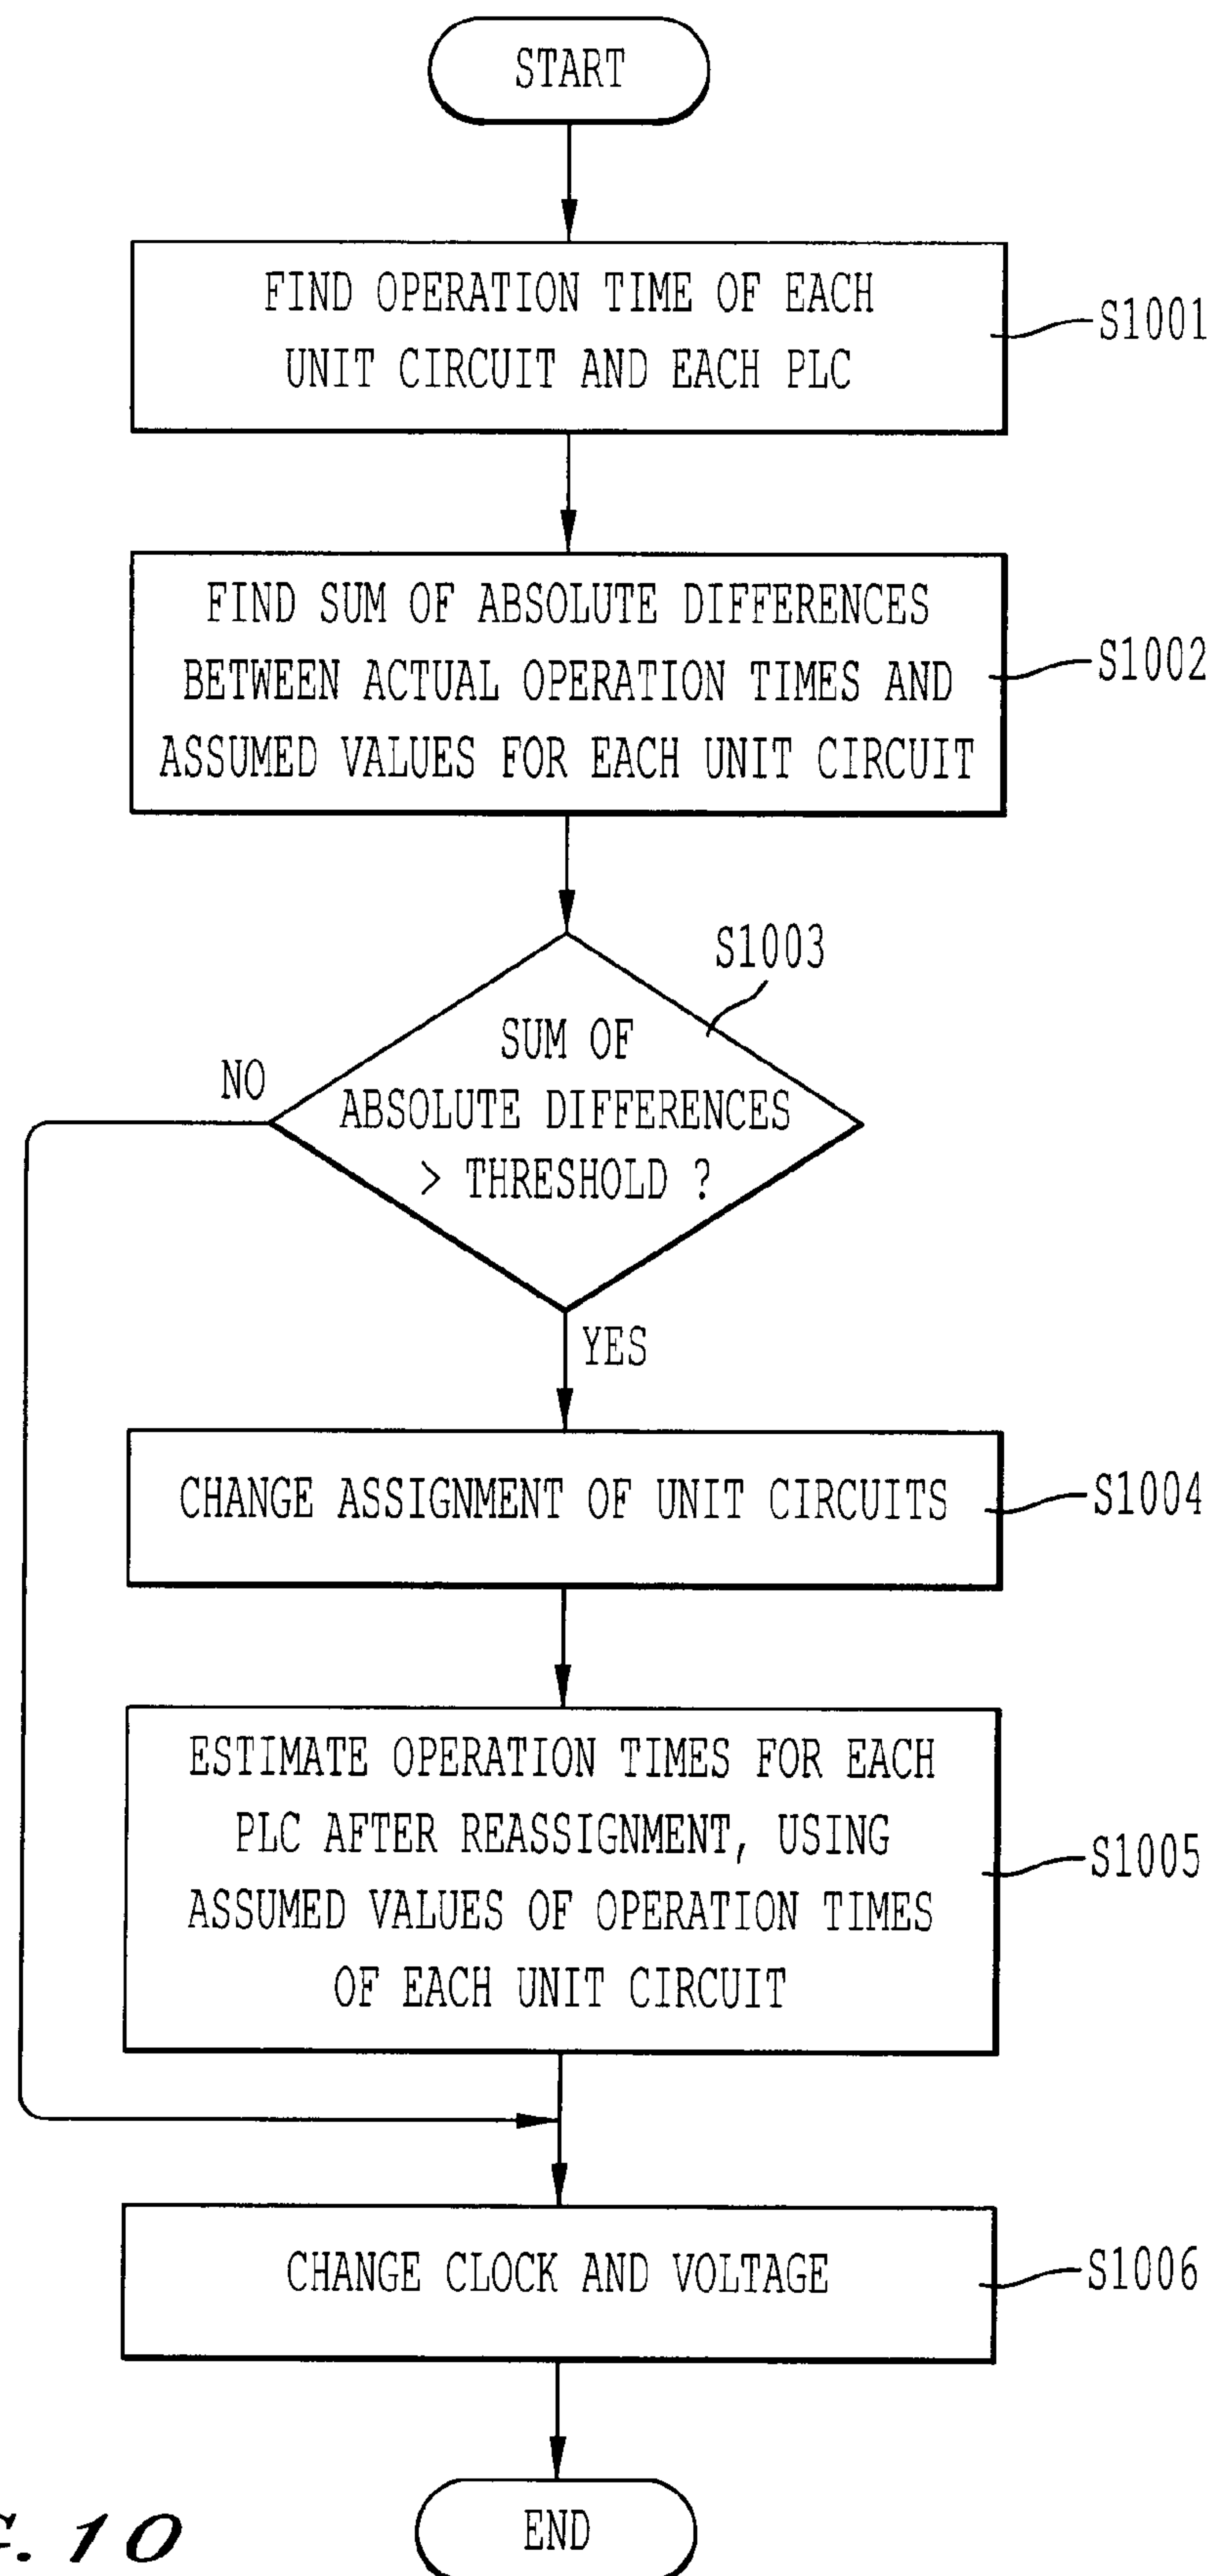 START
FIND OPERATION TIME OF EACH
UNIT CIRCUIT AND EACH PLC
S1001
FIND SUM OF ABSOLUTE DIFFERENCES
BETWEEN ACTUAL OPERATION TIMES AND
ASSUMED VALUES FOR EACH UNIT CIRCUIT
S1002
S1003
SUM OF
ABSOLUTE DIFFERENCES
> THRESHOLD ?
NO
YES
CHANGE ASSIGNMENT OF UNIT CIRCUITS
S1004
ESTIMATE OPERATION TIMES FOR EACH
PLC AFTER REASSIGNMENT, USING
ASSUMED VALUES OF OPERATION TIMES
OF EACH UNIT CIRCUIT
S1005
CHANGE CLOCK AND VOLTAGE
S1006
END
10